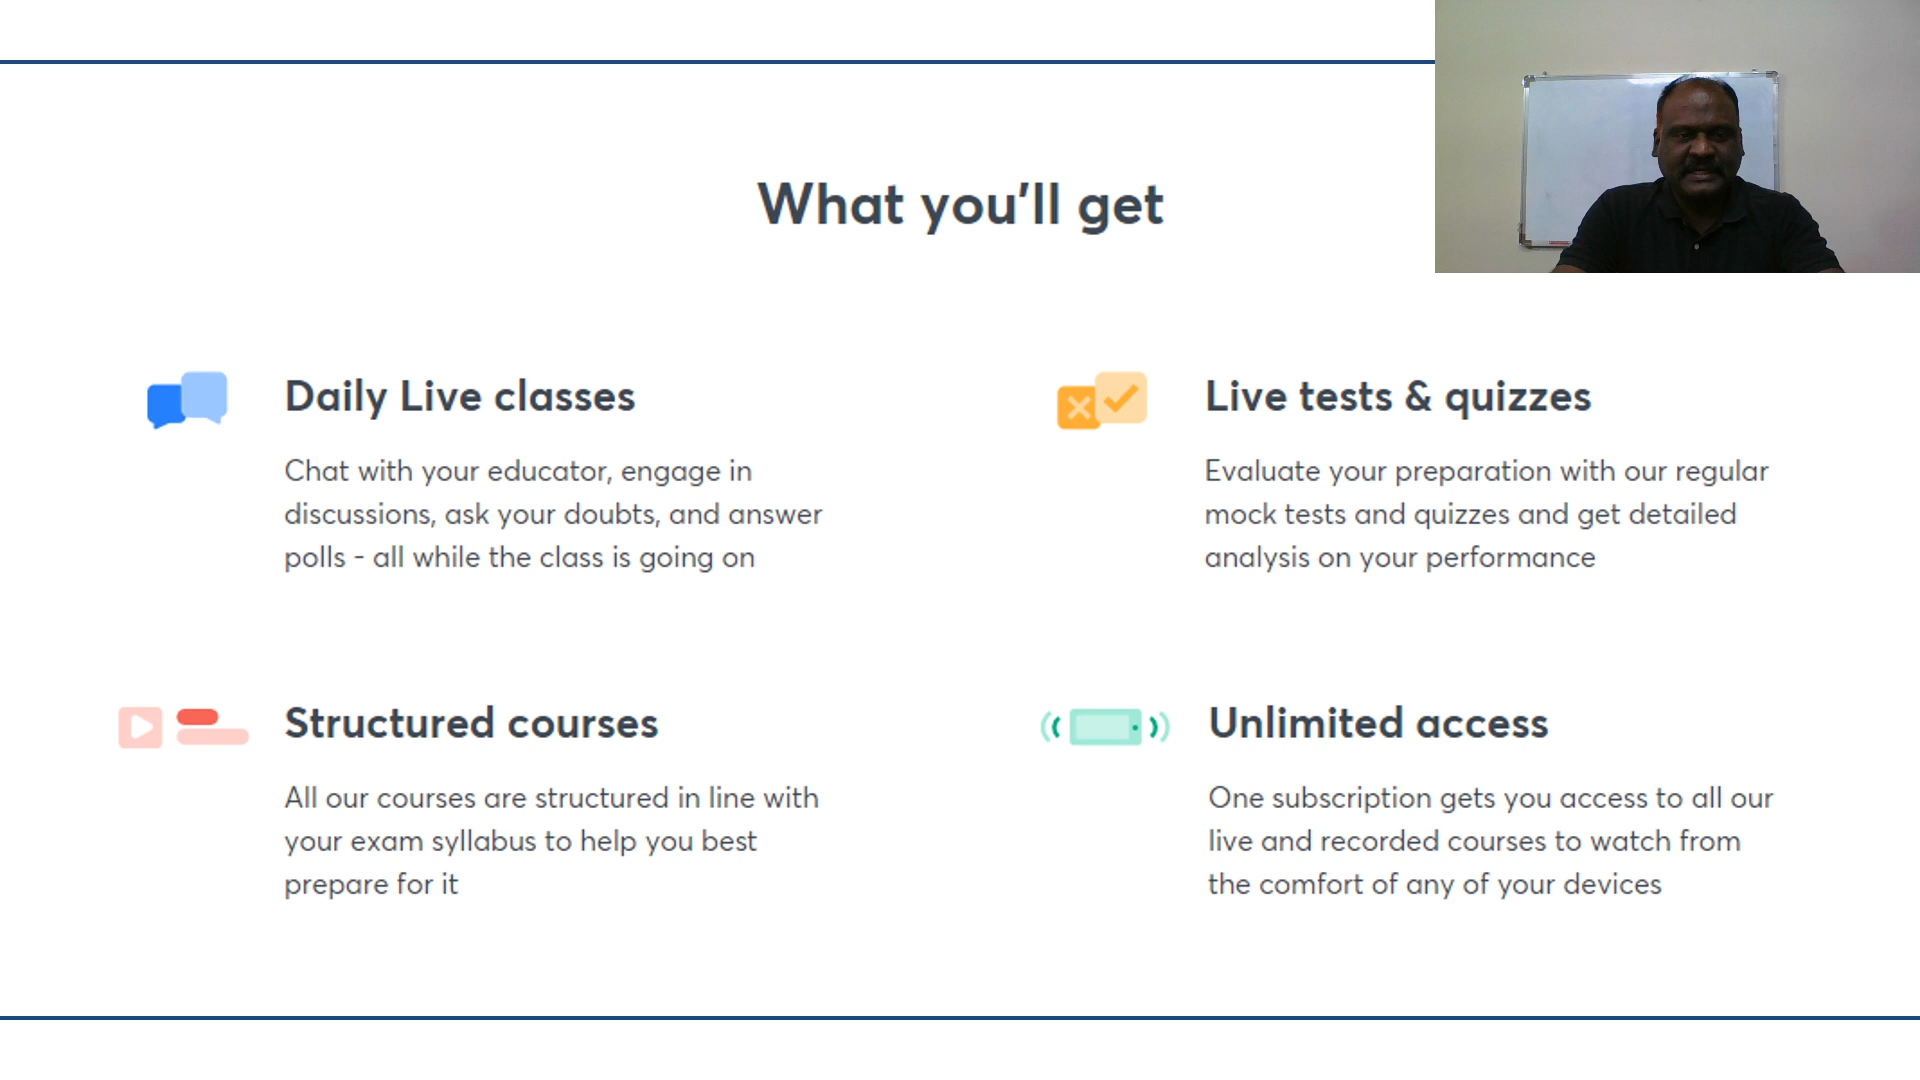 What you'll get
Daily Live classes
Chat with your educator, engage in
discussions, ask your doubts, and answer
polls - all while the class is going on
Live tests & quizzes
Evaluate your preparation with our regular
mock tests and quizzes and get detailed
analysis on your performance
Structured courses
All our courses are structured in line with
your exam syllabus to help you best
prepare for it
Unlimited access
One subscription gets you access to all our
live and recorded courses to watch from
the comfort of any of your devices